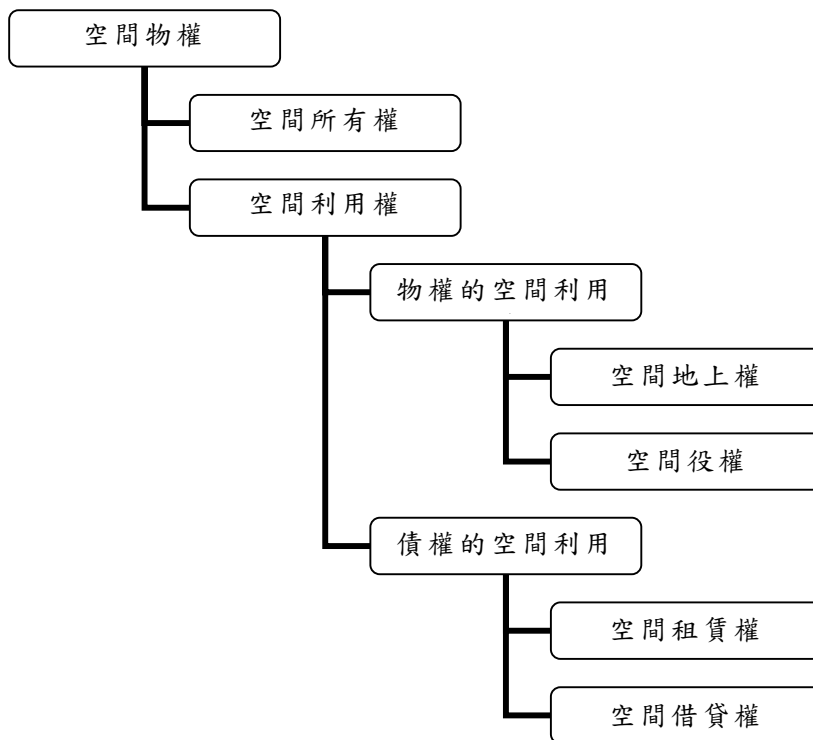 空間物權
空間所有權
空間利用權
物權的空間利用
空間地上權
空間役權
債權的空間利用
空間租賃權
空間借貸權